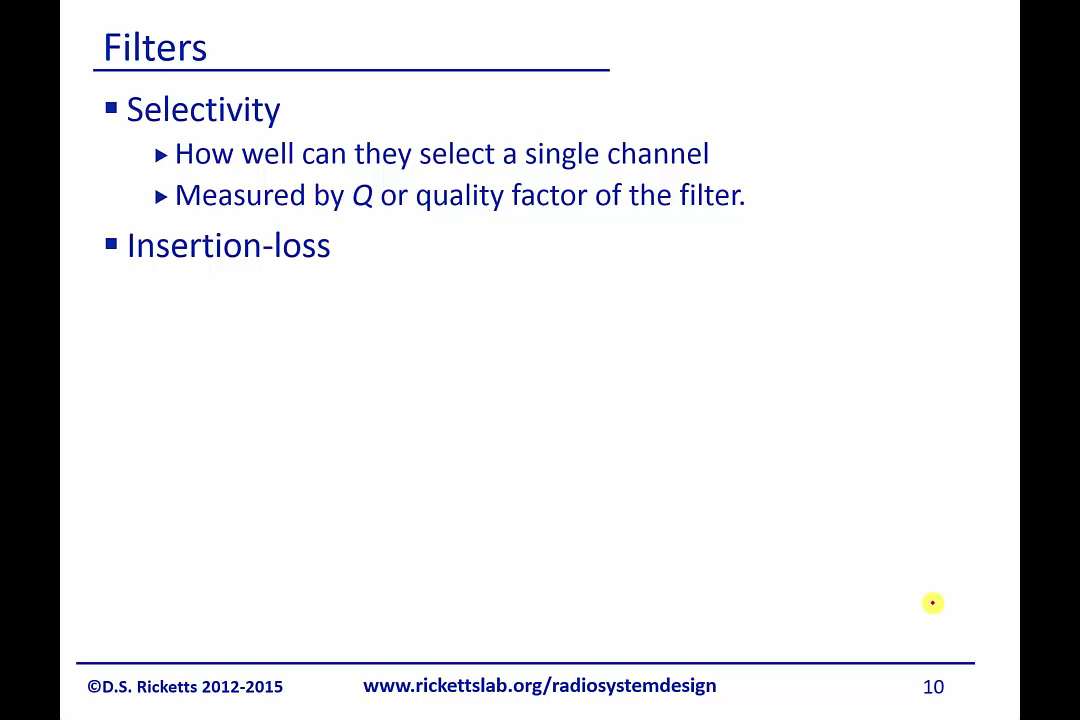 Filters
Selectivity
How well can they select a single channel
Measured by Q or quality factor of the filter.
Insertion-loss
©D.S. Ricketts 2012-2015
www.rickettslab.org/radiosystemdesign
10